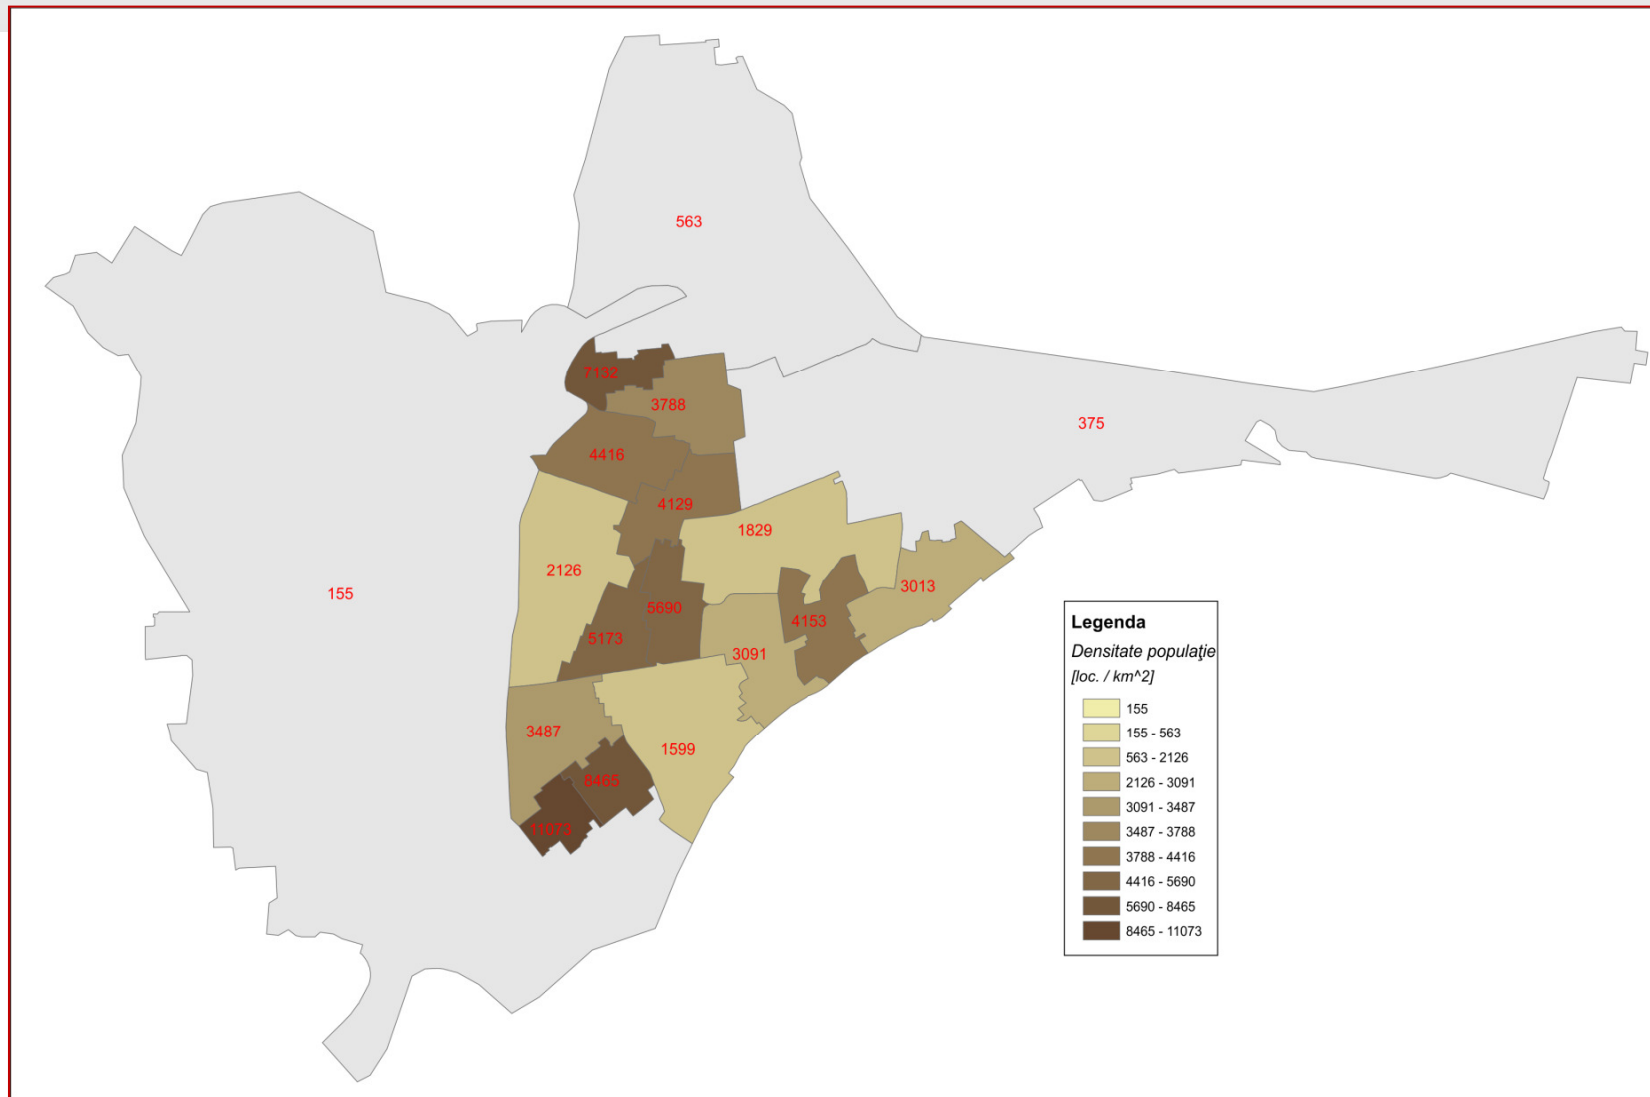 563
7132
3788
375
4416
4129
1829
2126
155
3013
5690
4153
5173
3091
3487
1599
8465
11073
Legenda
Densitate populaţie
[loc. / km^2]
155
155 - 563
563 - 2126
2126 - 3091
3091 - 3487
3487 - 3788
3788 - 4416
4416 - 5690
5690 - 8465
8465 - 11073